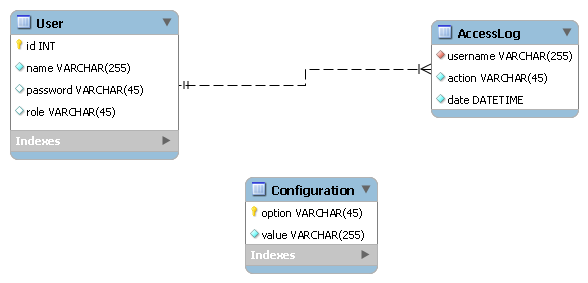 User
id INT
name VARCHAR(255)
password VARCHAR(45)
role VARCHAR(45)
Indexes
AccessLog
username VARCHAR(255)
action VARCHAR(45)
date DATETIME
Configuration
option VARCHAR(45)
value VARCHAR(255)
Indexes